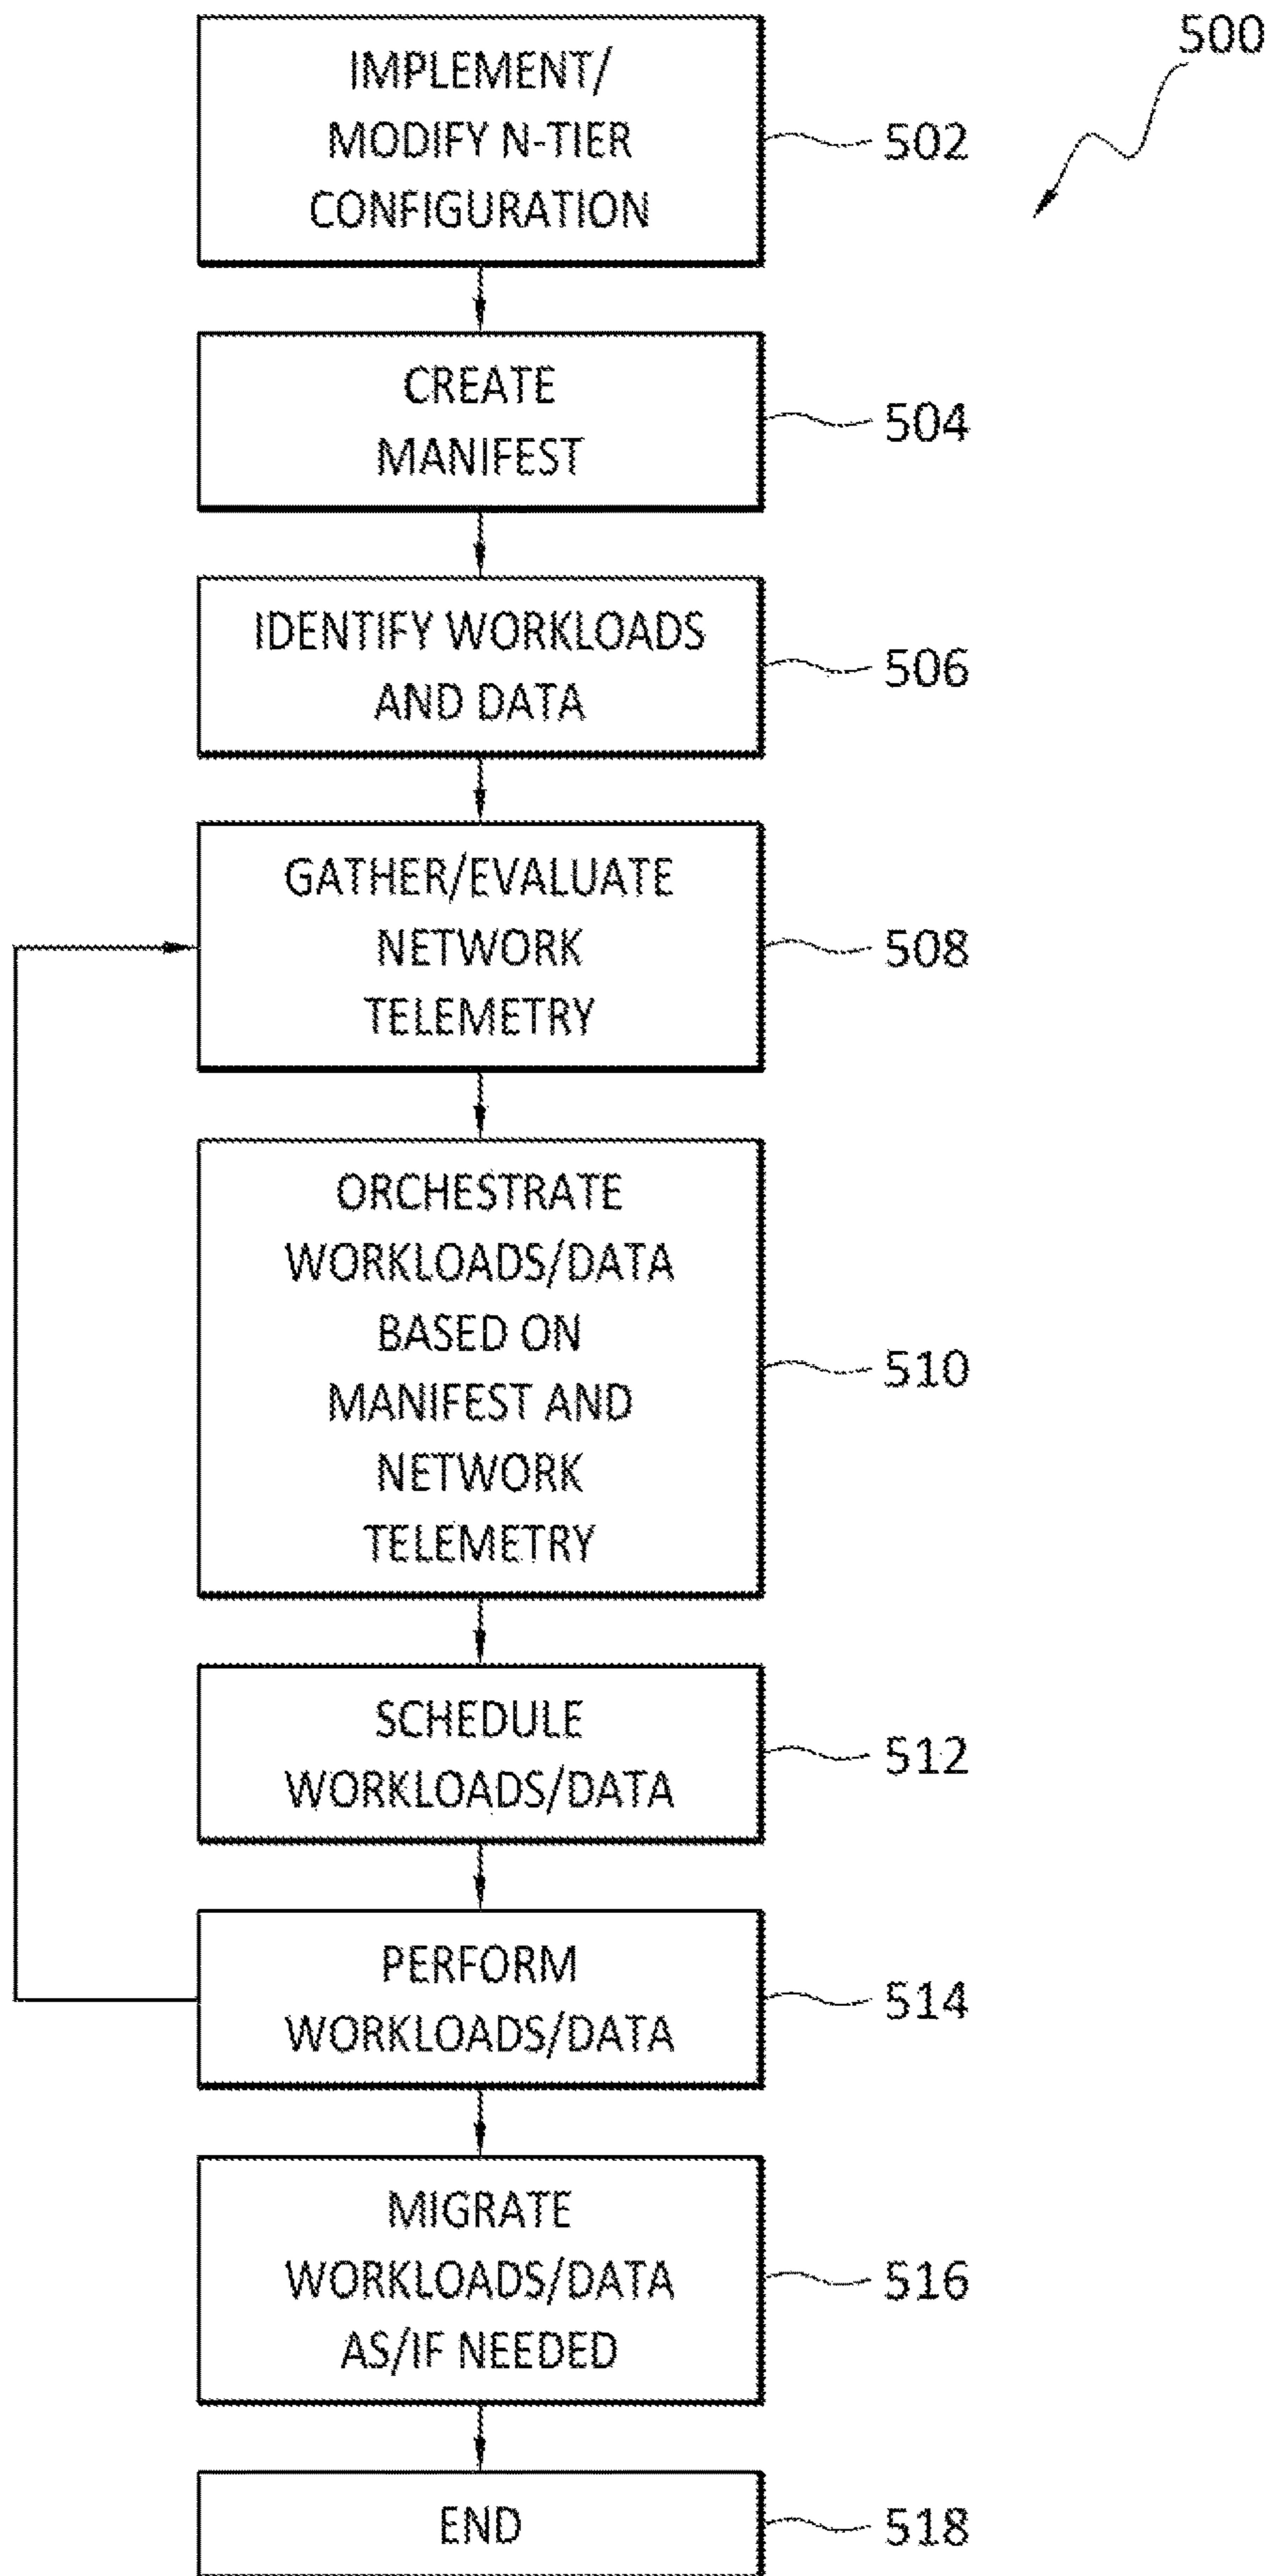 500
IMPLEMENT/
MODIFY N-TIER
CONFIGURATION
502
CREATE
MANIFEST
504
IDENTIFY WORKLOADS
AND DATA
506
GATHER/EVALUATE
NETWORK
TELEMETRY
508
ORCHESTRATE
WORKLOADS/DATA
BASED ON
MANIFEST AND
NETWORK
TELEMETRY
510
SCHEDULE
WORKLOADS/DATA
512
PERFORM
WORKLOADS/DATA
514
MIGRATE
WORKLOADS/DATA
AS/IF NEEDED
516
END
518